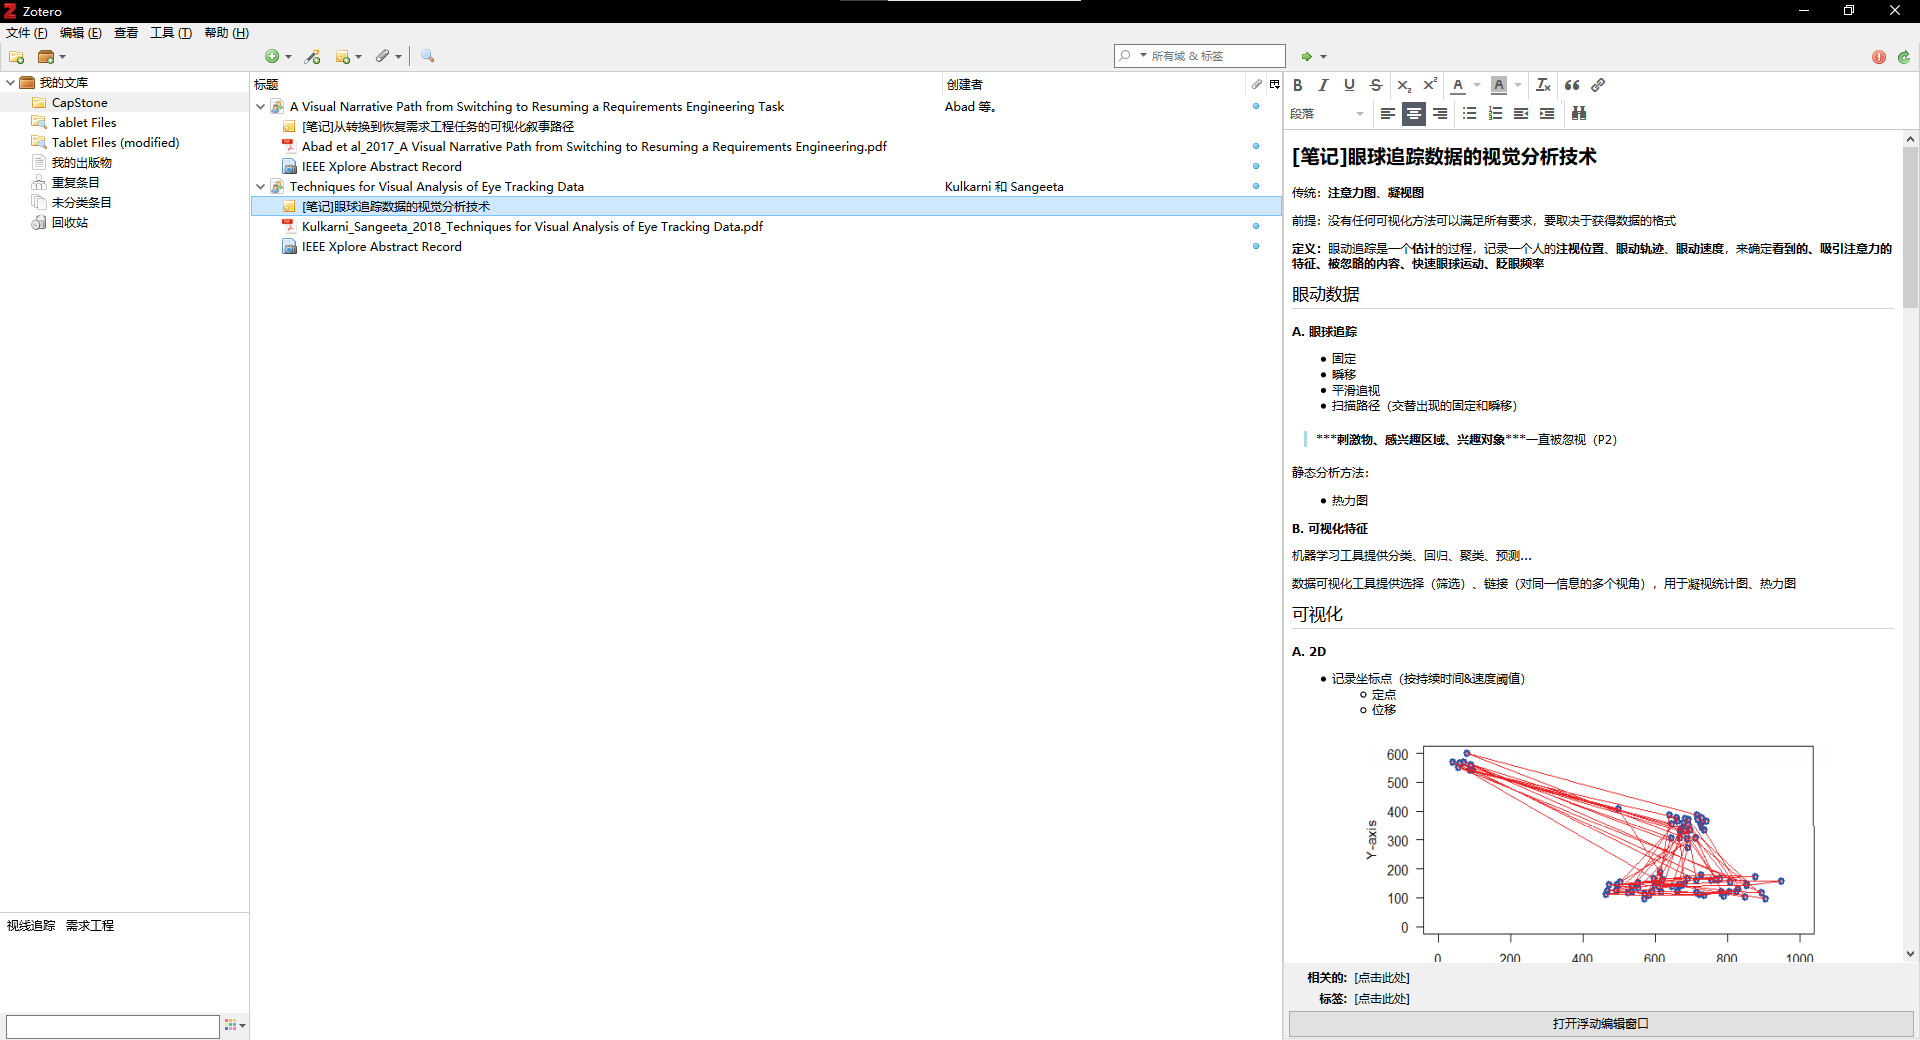 Zotero
文件 (F) 编辑 (E) 查看 工具 (T) 帮助 (H)
所有域 & 标签
我的文库
CapStone
Tablet Files
Tablet Files (modified)
我的出版物
重复条目
未分类条目
回收站
视线追踪 需求工程
标题 创建者
A Visual Narrative Path from Switching to Resuming a Requirements Engineering Task Abad 等。
[笔记]从转换到恢复需求工程任务的可视化叙事路径
Abad et al_2017_A Visual Narrative Path from Switching to Resuming a Requirements Engineering.pdf
IEEE Xplore Abstract Record
Techniques for Visual Analysis of Eye Tracking Data Kulkarni 和 Sangeeta
[笔记]眼球追踪数据的视觉分析技术
Kulkarni_Sangeeta_2018_Techniques for Visual Analysis of Eye Tracking Data.pdf
IEEE Xplore Abstract Record
段落
[笔记]眼球追踪数据的视觉分析技术
传统：注意力图、凝视图
前提：没有任何可视化方法可以满足所有要求，要取决于获得数据的格式
定义：眼动追踪是一个估计的过程，记录一个人的注视位置、眼动轨迹、眼动速度，来确定看到的、吸引注意力的
特征、被忽略的内容、快速眼球运动、眨眼频率
眼动数据
A. 眼球追踪
固定
瞬移
平滑追视
扫描路径（交替出现的固定和瞬移）
***刺激物、感兴趣区域、兴趣对象***一直被忽视（P2）
静态分析方法：
热力图
B. 可视化特征
机器学习工具提供分类、回归、聚类、预测...
数据可视化工具提供选择（筛选）、链接（对同一信息的多个视角），用于凝视统计图、热力图
可视化
A. 2D
记录坐标点（按持续时间&速度阈值）
定点
位移
600
500
400
300
200
100
0
Y-axis
0 200 400 600 800 1000
相关的: [点击此处]
标签: [点击此处]
打开浮动编辑窗口